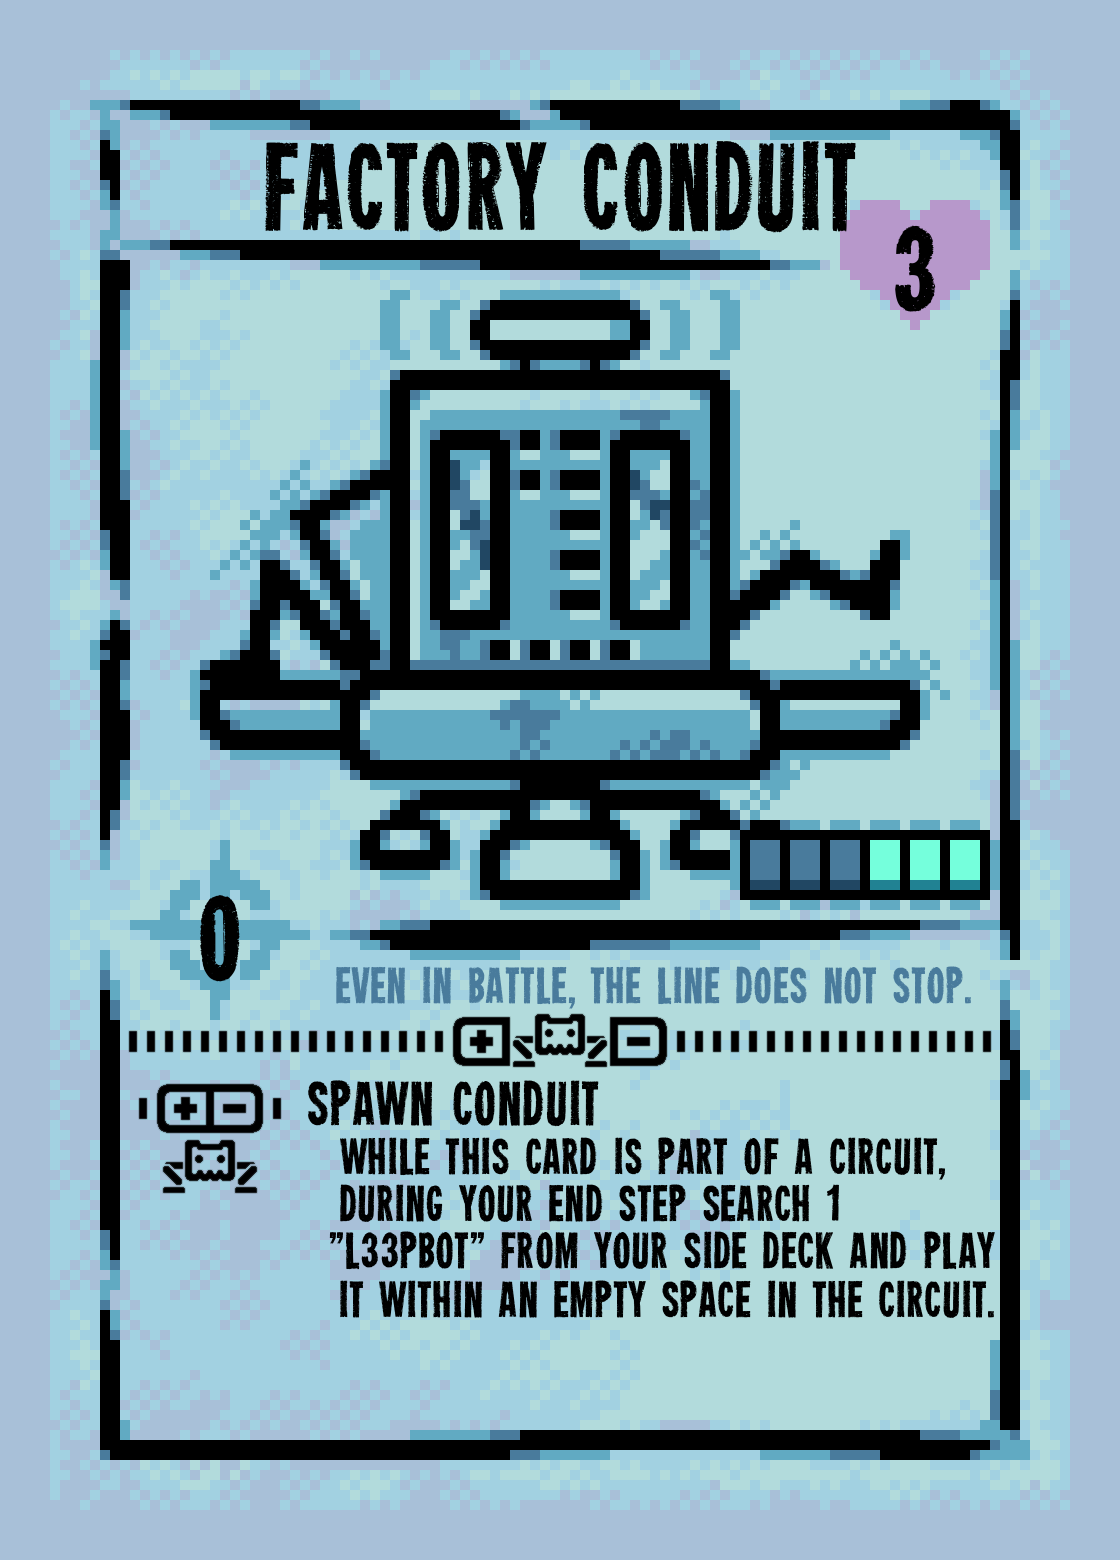 FACTORY CONDUIT
3
0
EVEN IN BATTLE, THE LINE DOES NOT STOP.
SPAWN CONDUIT
WHILE THIS CARD IS PART OF A CIRCUIT,
DURING YOUR END STEP SEARCH 1
"L33PBOT" FROM YOUR SIDE DECK AND PLAY
IT WITHIN AN EMPTY SPACE IN THE CIRCUIT.